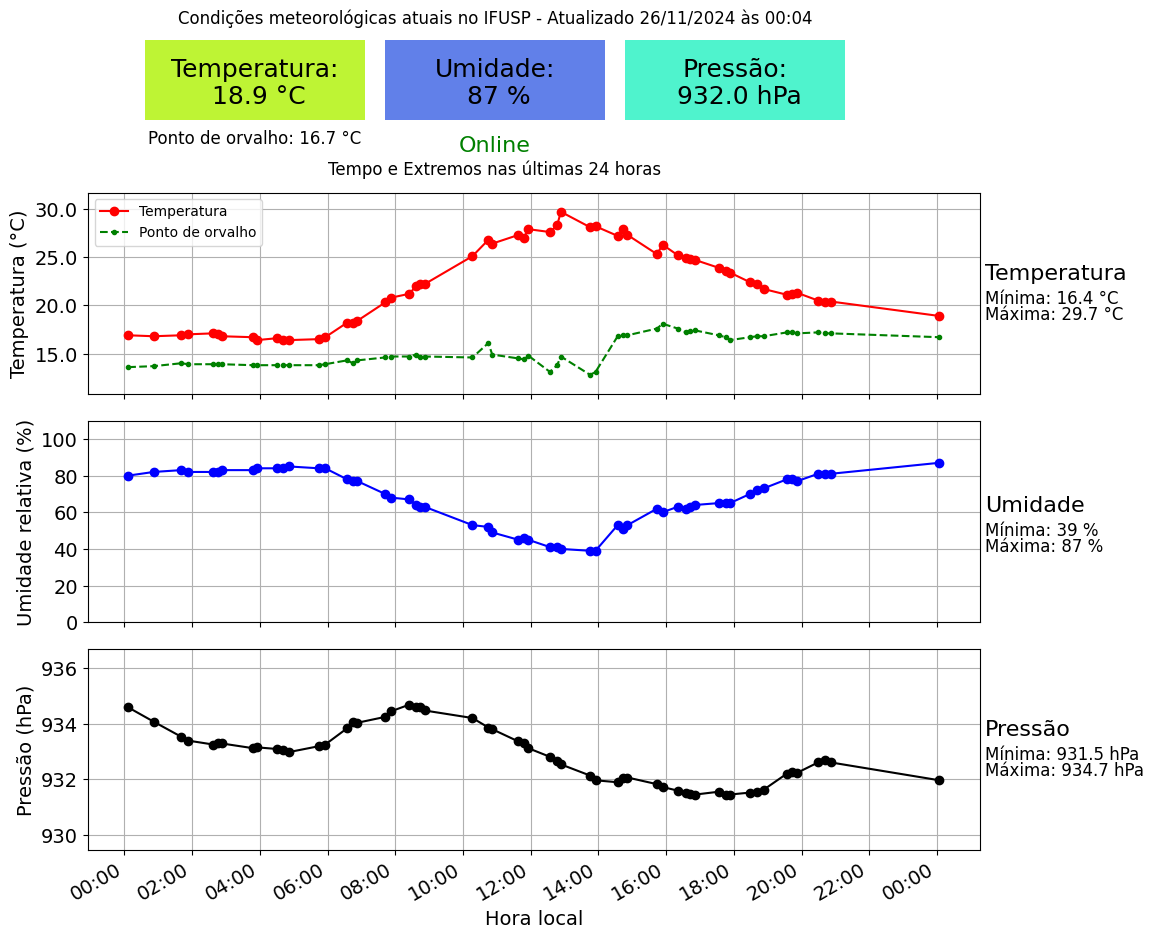 Condições meteorológicas atuais no IFUSP - Atualizado 26/11/2024 às 00:04
Temperatura:
18.9 °C
Umidade:
87 %
Pressão:
932.0 hPa
Ponto de orvalho: 16.7 °C
Online
Tempo e Extremos nas últimas 24 horas
Temperatura (°C)
30.0
25.0
20.0
15.0
Temperatura
Ponto de orvalho
Temperatura
Mínima: 16.4 °C
Máxima: 29.7 °C
Umidade relativa (%)
100
80
60
40
20
0
Umidade
Mínima: 39 %
Máxima: 87 %
Pressão (hPa)
936
934
932
930
Pressão
Mínima: 931.5 hPa
Máxima: 934.7 hPa
00:00 02:00 04:00 06:00 08:00 10:00 12:00 14:00 16:00 18:00 20:00 22:00 00:00
Hora local